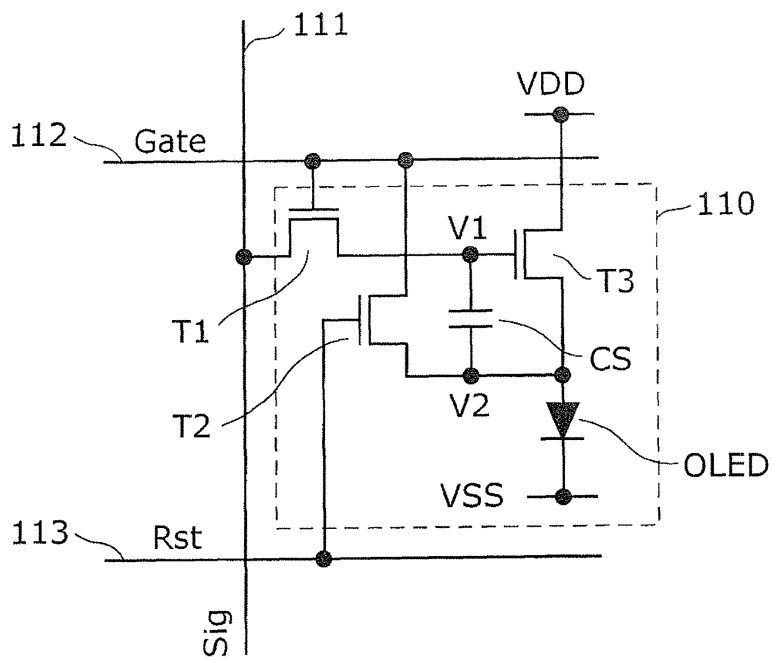 111
VDD
112
Gate
110
V1
T3
T1
CS
T2
V2
OLED
VSS
113
Rst
Sig